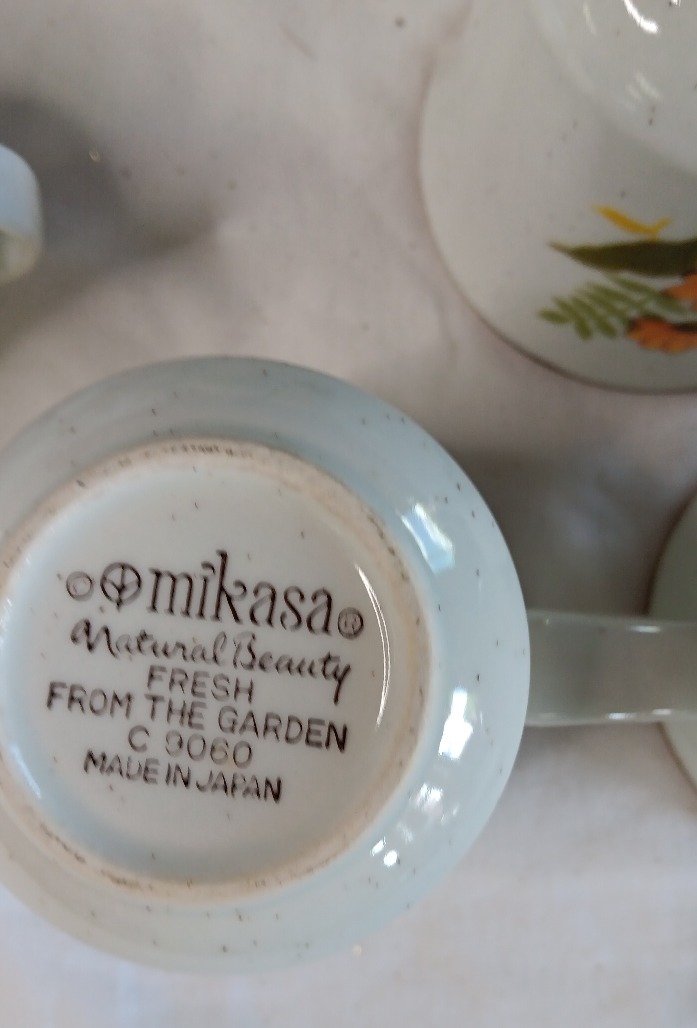 © mikasa®
Natural Beauty
FRESH
FROM THE GARDEN
C 9060
MADE IN JAPAN